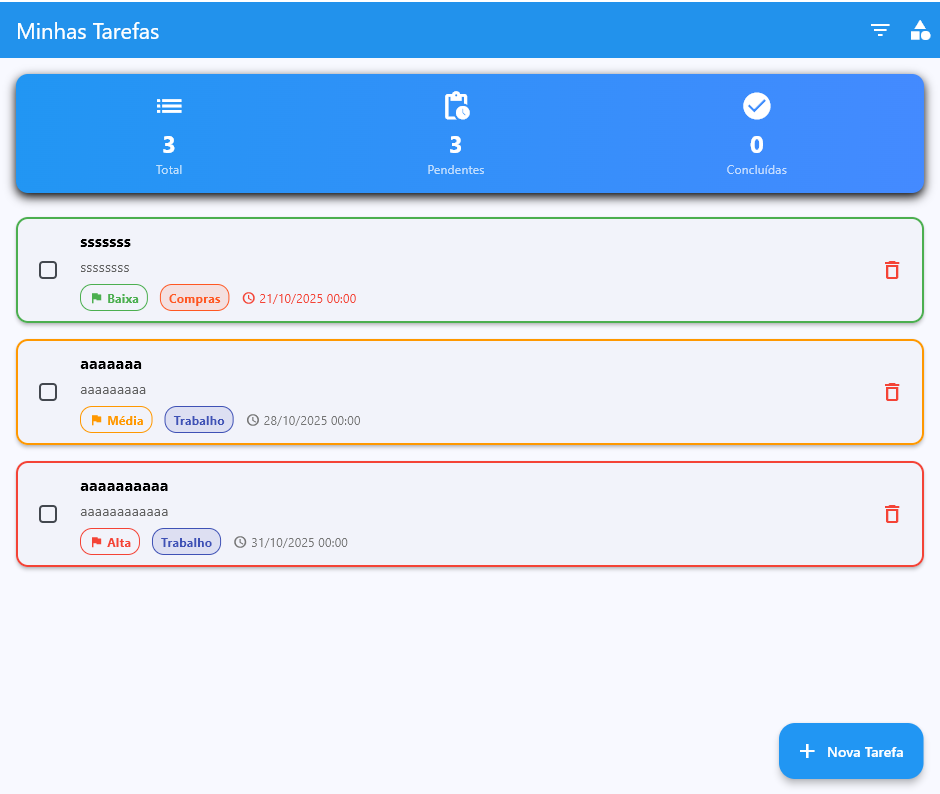 Minhas Tarefas
3 3 0
Total Pendentes Concluídas
sssssss
ssssssss
Baixa Compras 21/10/2025 00:00
aaaaaaa
aaaaaaaaa
Média Trabalho 28/10/2025 00:00
aaaaaaaaaa
aaaaaaaaaaaa
Alta Trabalho 31/10/2025 00:00
Nova Tarefa